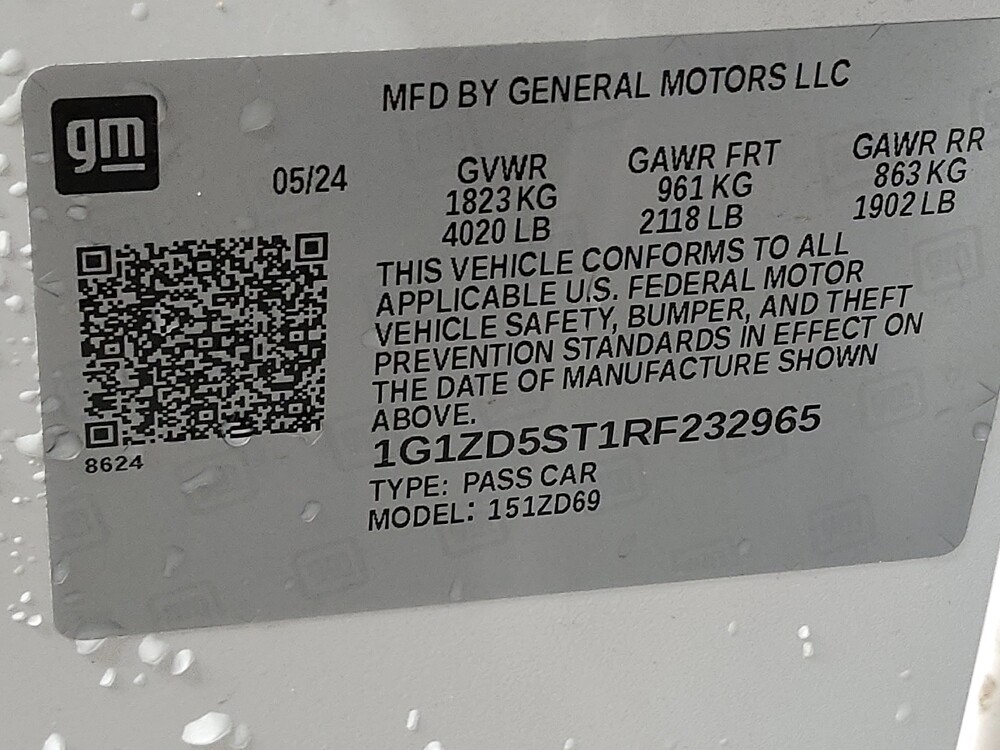 gm
MFD BY GENERAL MOTORS LLC
05/24
GVWR
1823 KG
4020 LB
GAWR FRT
961 KG
2118 LB
GAWR RR
863 KG
1902 LB
THIS VEHICLE CONFORMS TO ALL
APPLICABLE U.S. FEDERAL MOTOR
VEHICLE SAFETY, BUMPER, AND THEFT
PREVENTION STANDARDS IN EFFECT ON
THE DATE OF MANUFACTURE SHOWN
ABOVE.
1G1ZD5ST1RF232965
TYPE: PASS CAR
MODEL: 151ZD69
8624